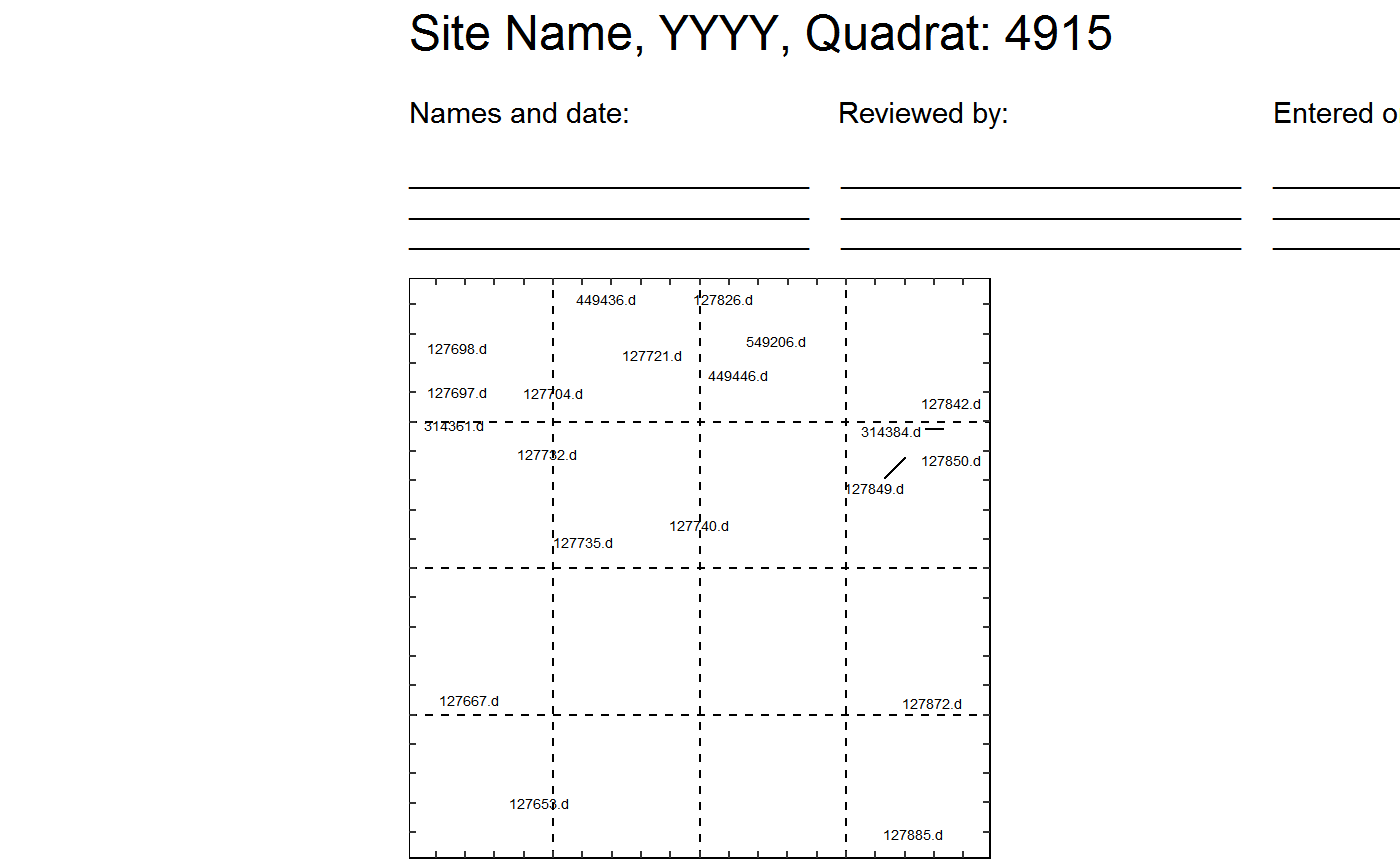 Site Name, YYYY, Quadrat: 4915
Names and date:
Reviewed by:
Entered o
449436.d
127826.d
549206.d
127698.d
127721.d
449446.d
127697.d
127704.d
127842.d
314361.d
314384.d
127732.d
127850.d
127849.d
127740.d
127735.d
127667.d
127872.d
127653.d
127885.d